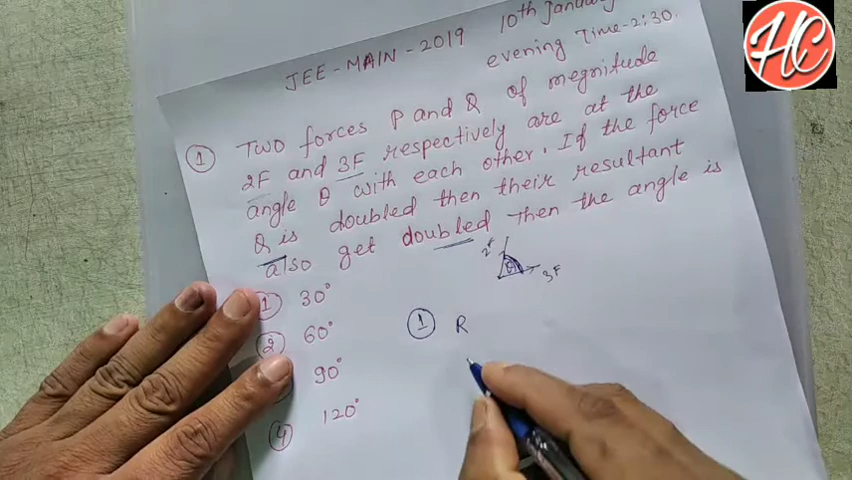 HC
10th January
JEE-MAIN-2019
evening Time-2:30.
① Two forces P and Q of megnitude
2F and 3F respectively are at the
angle θ with each other. If the force
Q is doubled then their resultant
also get doubled then the angle is
2F
θ
3F
① 30°
② 60°
90°
④ 120°
① R